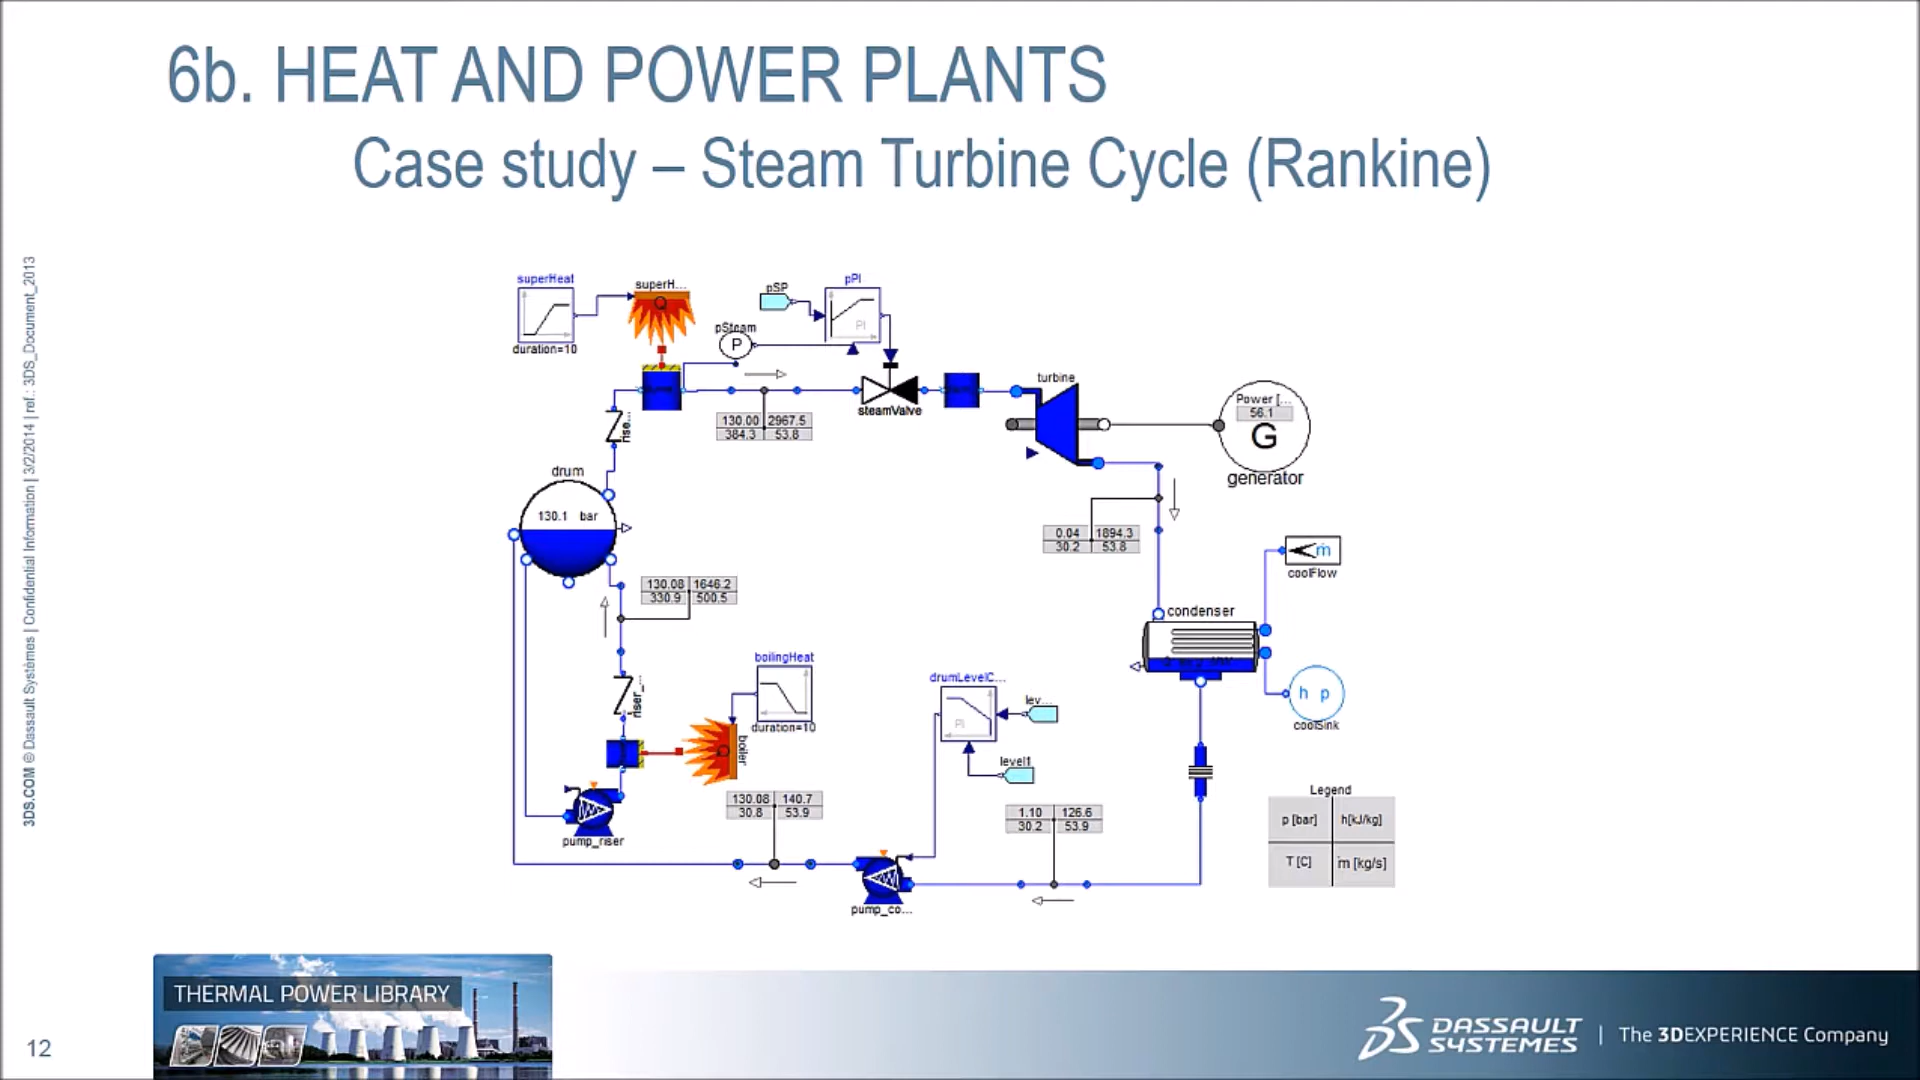 6b. HEAT AND POWER PLANTS
Case study – Steam Turbine Cycle (Rankine)
3DS.COM © Dassault Systèmes | Confidential Information | 3/2/2014 | ref.: 3DS_Document_2013
superHeat
duration=10
superH...
Q
pSP
pPI
PI
pSteam
P
rise...
130.00 2967.5
384.3 53.8
steamValve
turbine
Power [...
56.1
G
generator
drum
130.1 bar
0.04 1894.3
30.2 53.8
coolFlow
ṁ
130.08 1646.2
330.9 500.5
condenser
h p
coolSink
boilingHeat
duration=10
riser_...
Q
boiler
drumLevelC...
PI
lev...
level1
pump_riser
130.08 140.7
30.8 53.9
1.10 126.6
30.2 53.9
pump_co...
Legend
p [bar] h[kJ/kg]
T [C] ṁ [kg/s]
THERMAL POWER LIBRARY
12
DASSAULT
SYSTEMES
| The 3DEXPERIENCE Company